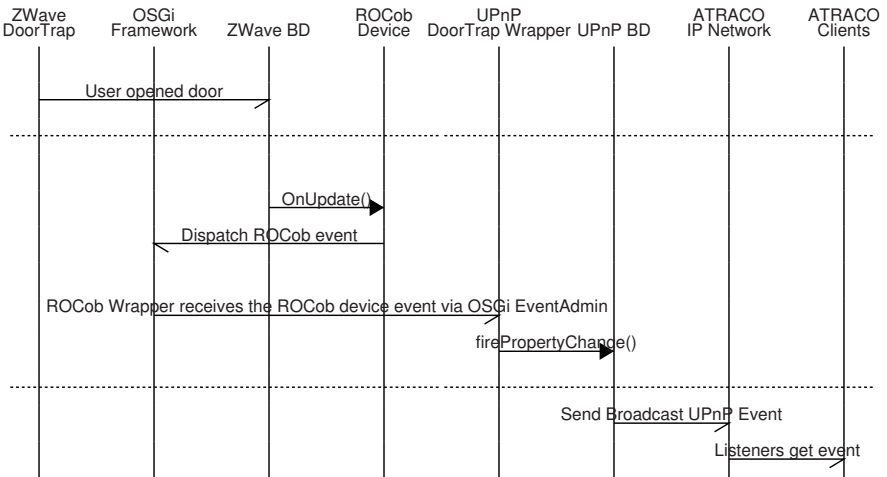 ZWave
DoorTrap
OSGi
Framework
ZWave BD
ROCob
Device
UPnP
DoorTrap Wrapper
UPnP BD
ATRACO
IP Network
ATRACO
Clients
User opened door
OnUpdate()
Dispatch ROCob event
ROCob Wrapper receives the ROCob device event via OSGi EventAdmin
firePropertyChange()
Send Broadcast UPnP Event
Listeners get event